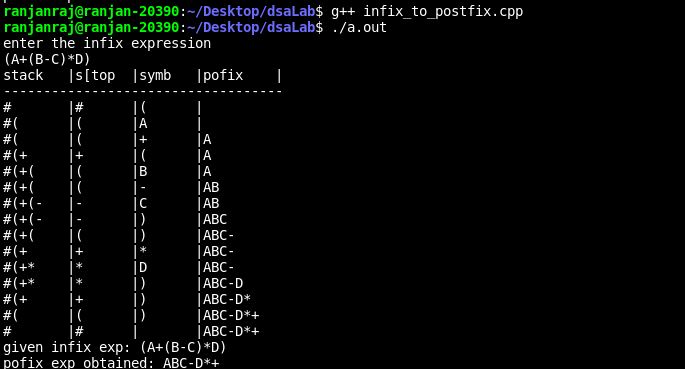 ranjanraj@ranjan-20390:~/Desktop/dsaLab$ g++ infix_to_postfix.cpp
ranjanraj@ranjan-20390:~/Desktop/dsaLab$ ./a.out
enter the infix expression
(A+(B-C)*D)
stack   |s[top  |symb   |pofix   |
-----------------------------------
#       |#      |(      |
#(      |(      |A      |
#(      |(      |+      |A
#(+     |+      |(      |A
#(+(    |(      |B      |A
#(+(    |(      |-      |AB
#(+(-   |-      |C      |AB
#(+(-   |-      |)      |ABC
#(+(    |(      |)      |ABC-
#(+     |+      |*      |ABC-
#(+*    |*      |D      |ABC-
#(+*    |*      |)      |ABC-D
#(+     |+      |)      |ABC-D*
#(      |(      |)      |ABC-D*+
#       |#      |       |ABC-D*+
given infix exp: (A+(B-C)*D)
pofix exp obtained: ABC-D*+